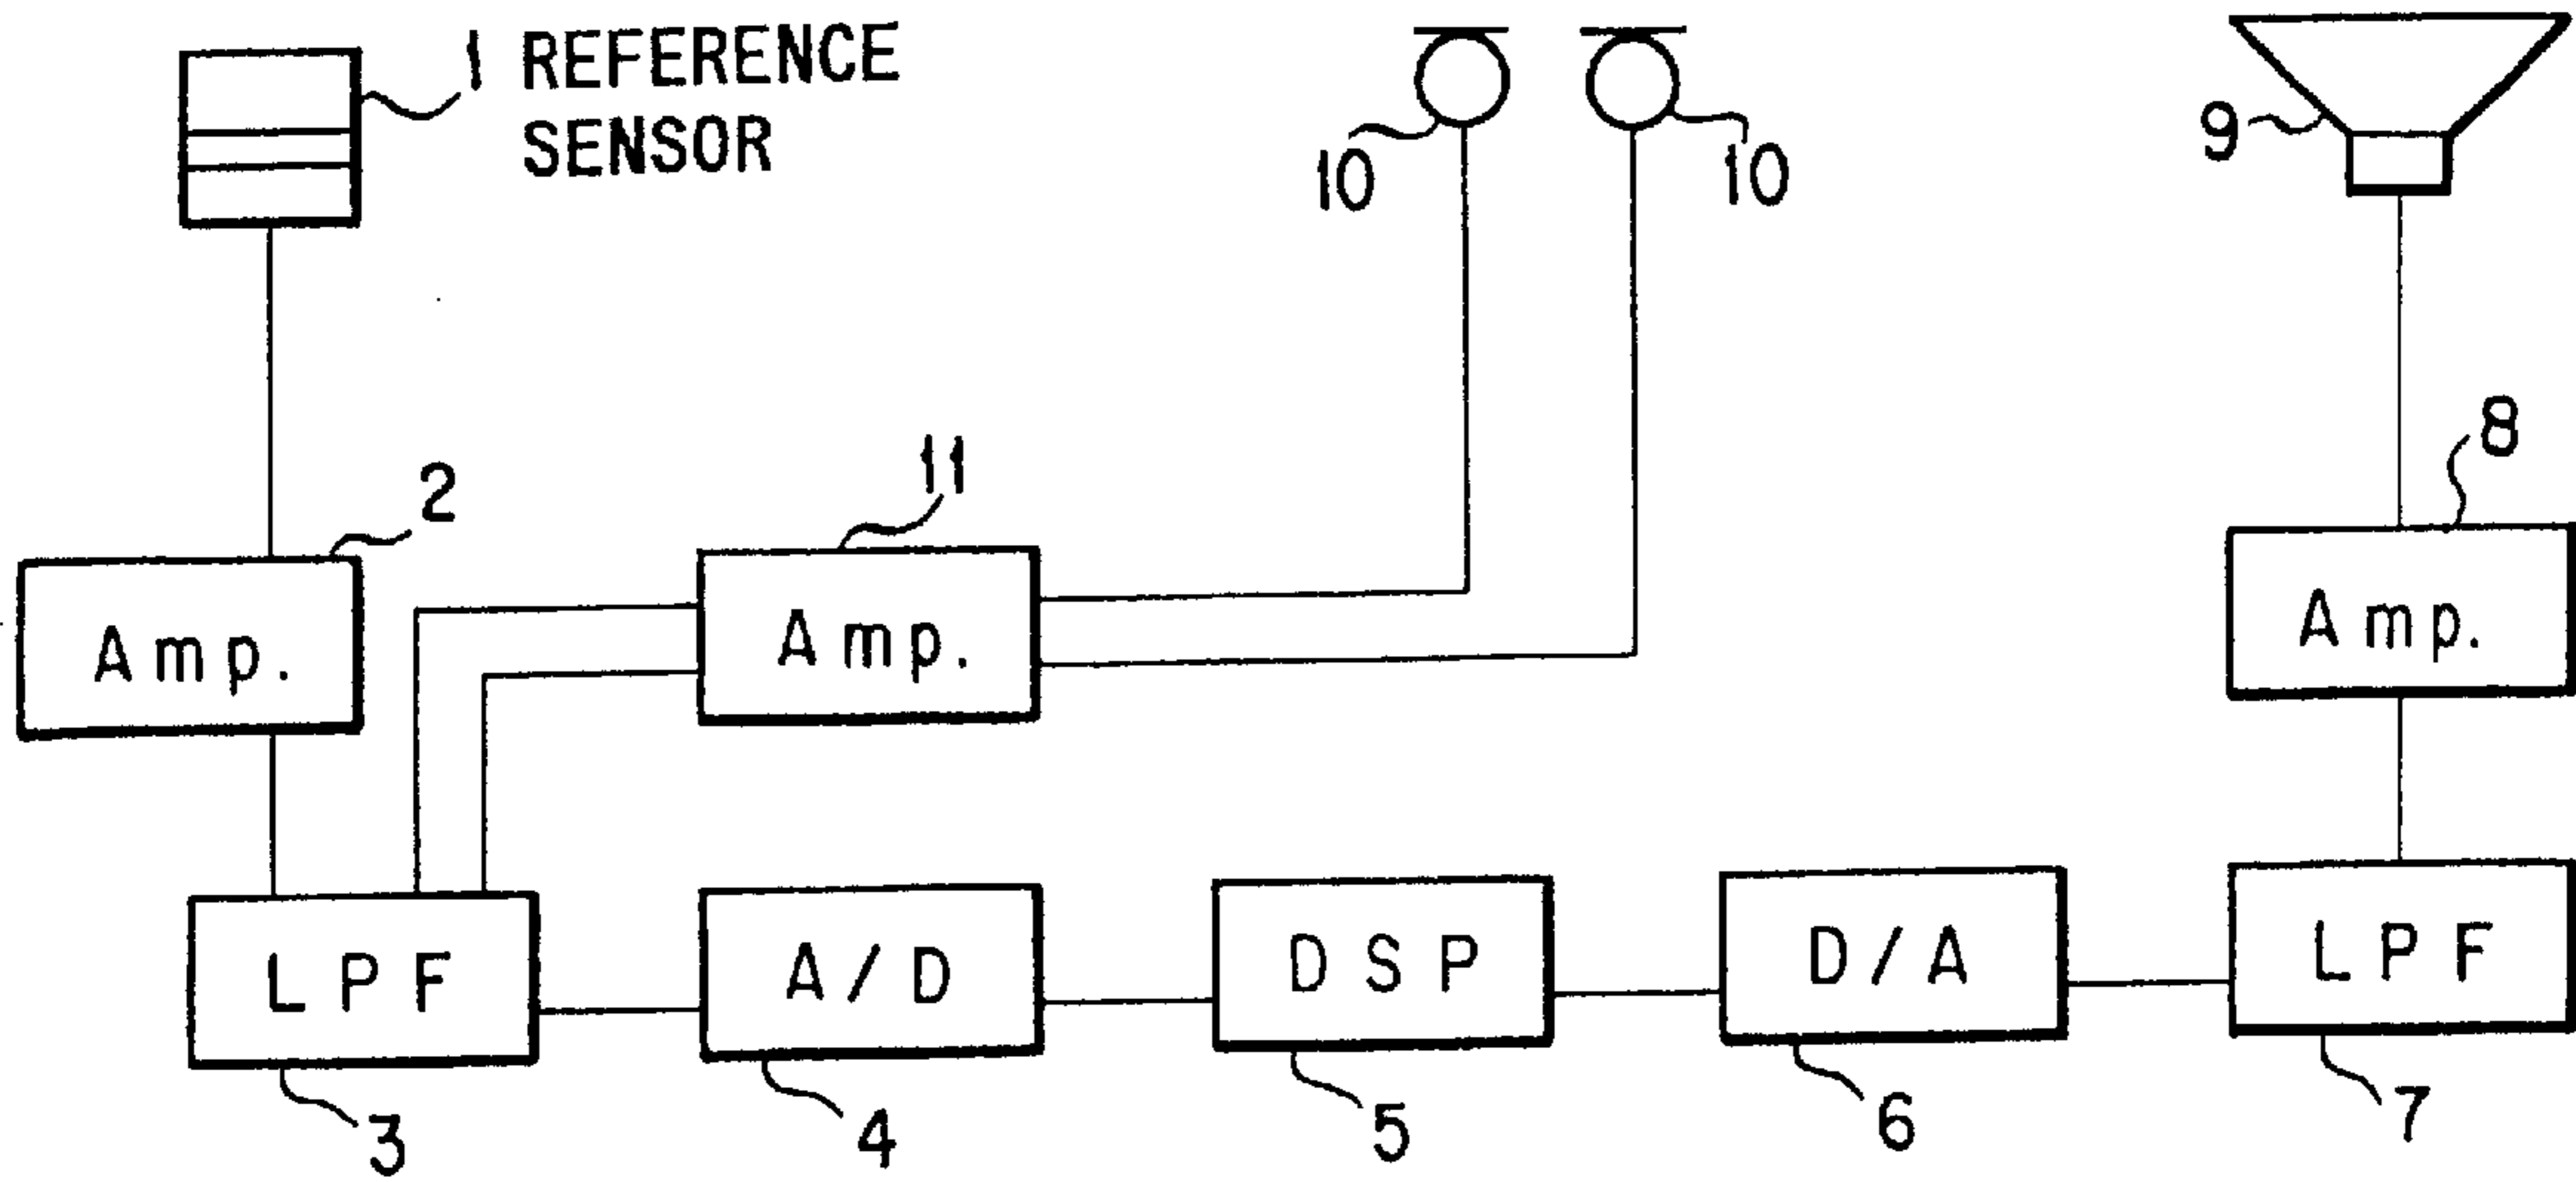 1 REFERENCE
SENSOR
10
10
9
8
2
11
Amp.
Amp.
Amp.
LPF
A/D
DSP
D/A
LPF
3
4
5
6
7